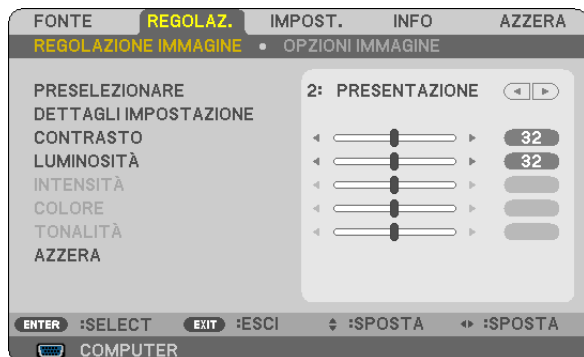 FONTE REGOLAZ. IMPOST. INFO AZZERA
REGOLAZIONE IMMAGINE • OPZIONI IMMAGINE
PRESELEZIONARE 2: PRESENTAZIONE
DETTAGLI IMPOSTAZIONE
CONTRASTO 32
LUMINOSITÀ 32
INTENSITÀ
COLORE
TONALITÀ
AZZERA
ENTER :SELECT EXIT :ESCI :SPOSTA :SPOSTA
COMPUTER